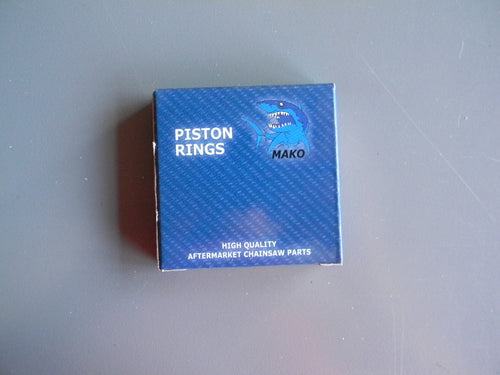 PISTON
RINGS
MAKO
HIGH QUALITY
AFTERMARKET CHAINSAW PARTS